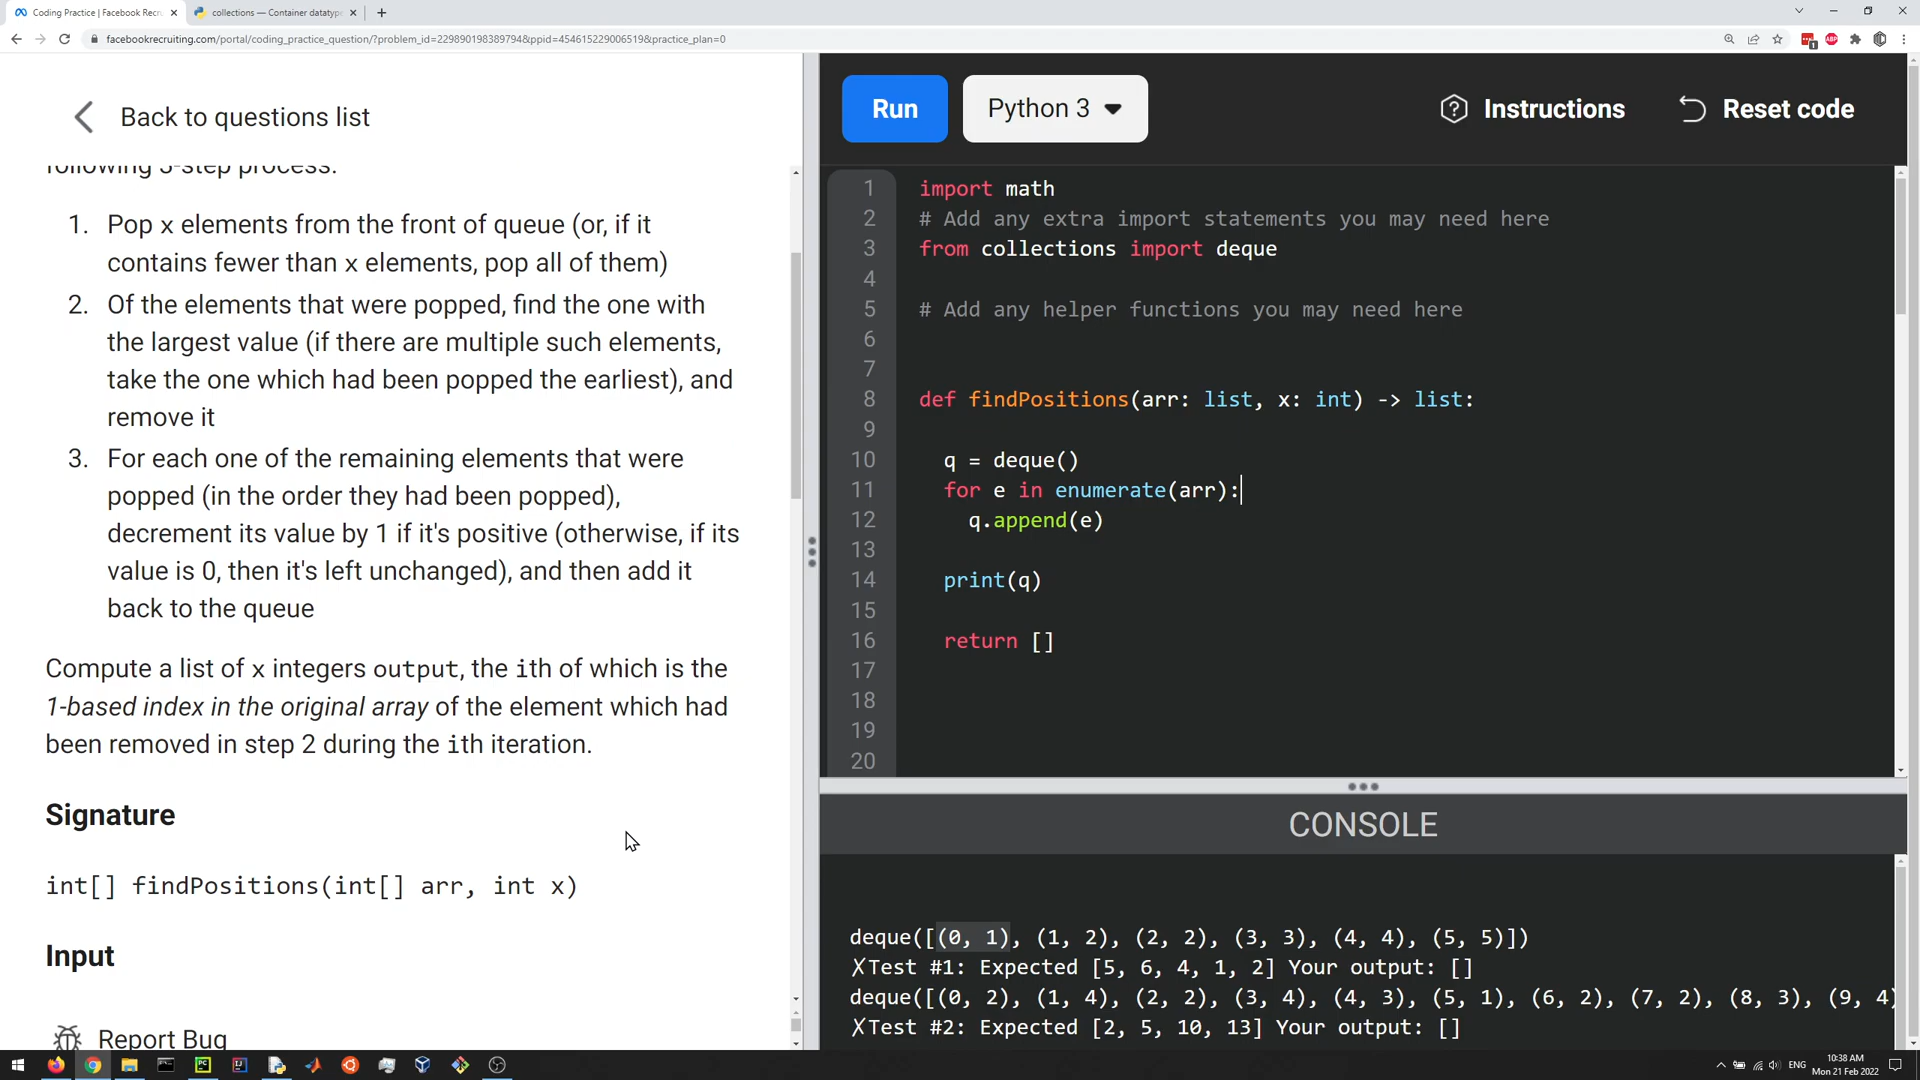 Coding Practice | Facebook Recru
collections — Container datatype
facebookrecruiting.com/portal/coding_practice_question/?problem_id=229890198389794&ppid=454615229006519&practice_plan=0
Back to questions list
following 3-step process:
1. Pop x elements from the front of queue (or, if it
contains fewer than x elements, pop all of them)
2. Of the elements that were popped, find the one with
the largest value (if there are multiple such elements,
take the one which had been popped the earliest), and
remove it
3. For each one of the remaining elements that were
popped (in the order they had been popped),
decrement its value by 1 if it's positive (otherwise, if its
value is 0, then it's left unchanged), and then add it
back to the queue
Compute a list of x integers output, the ith of which is the
1-based index in the original array of the element which had
been removed in step 2 during the ith iteration.
Signature
int[] findPositions(int[] arr, int x)
Input
Report Bug
Run
Python 3
Instructions
Reset code
1 import math
2 # Add any extra import statements you may need here
3 from collections import deque
4
5 # Add any helper functions you may need here
6
7
8 def findPositions(arr: list, x: int) -> list:
9
10 q = deque()
11 for e in enumerate(arr):
12 q.append(e)
13
14 print(q)
15
16 return []
17
18
19
20
CONSOLE
deque([(0, 1), (1, 2), (2, 2), (3, 3), (4, 4), (5, 5)])
✗Test #1: Expected [5, 6, 4, 1, 2] Your output: []
deque([(0, 2), (1, 4), (2, 2), (3, 4), (4, 3), (5, 1), (6, 2), (7, 2), (8, 3), (9, 4)
✗Test #2: Expected [2, 5, 10, 13] Your output: []
ENG
10:38 AM
Mon 21 Feb 2022